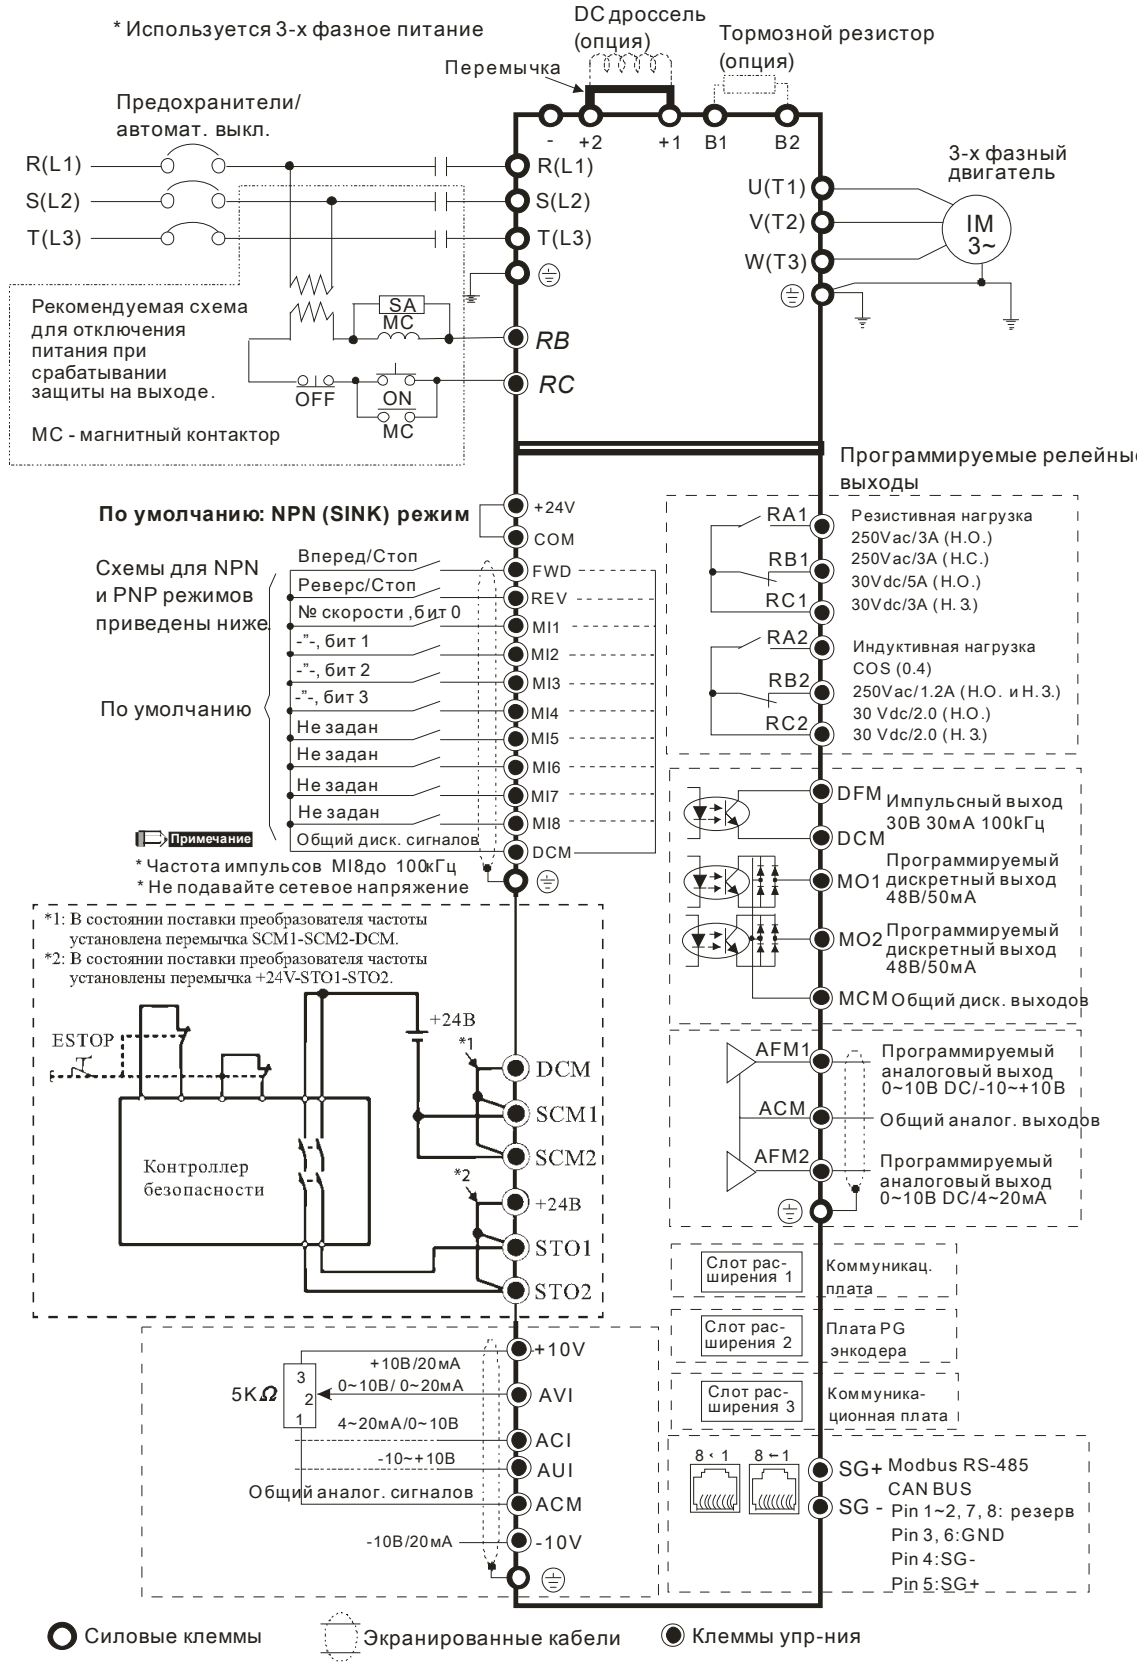 * Используется 3-х фазное питание
DC дроссель
(опция)
Тормозной резистор
(опция)
Перемычка
Предохранители/
автомат. выкл.
- +2 +1 B1 B2
R(L1)
R(L1)
S(L2)
S(L2)
T(L3)
T(L3)
U(T1)
V(T2)
W(T3)
3-х фазный
двигатель
IM
3~
Рекомендуемая схема
для отключения
питания при
срабатывании
защиты на выходе.
МС - магнитный контактор
SA
MC
OFF
ON
MC
RB
RC
По умолчанию: NPN (SINK) режим
+24V
COM
Схемы для NPN
и PNP режимов
приведены ниже
По умолчанию
Вперед/Стоп
FWD
Реверс/Стоп
REV
№ скорости ,бит 0
MI1
-"-, бит 1
MI2
-"-, бит 2
MI3
-"-, бит 3
MI4
Не задан
MI5
Не задан
MI6
Не задан
MI7
Не задан
MI8
Примечание
Общий диск. сигналов
DCM
* Частота импульсов MI8до 100кГц
* Не подавайте сетевое напряжение
Программируемые релейные
выходы
RA1
RB1
RC1
Резистивная нагрузка
250Vac/3A (Н.О.)
250Vac/3A (Н.С.)
30Vdc/5A (Н.О.)
30Vdc/3A (Н. З.)
RA2
RB2
RC2
Индуктивная нагрузка
COS (0.4)
250Vac/1.2A (Н.О. и Н. З.)
30 Vdc/2.0 (Н.О.)
30 Vdc/2.0 (Н. З.)
DFM
DCM
Импульсный выход
30В 30мА 100кГц
MO1
Программируемый
дискретный выход
48В/50мА
MO2
Программируемый
дискретный выход
48В/50мА
MCM
Общий диск. выходов
*1: В состоянии поставки преобразователя частоты
установлена перемычка SCM1-SCM2-DCM.
*2: В состоянии поставки преобразователя частоты
установлены перемычка +24V-STO1-STO2.
ESTOP
+24В
*1
DCM
SCM1
SCM2
Контроллер
безопасности
*2
+24В
STO1
STO2
AFM1
Программируемый
аналоговый выход
0~10В DC/-10~+10В
ACM
Общий аналог. выходов
AFM2
Программируемый
аналоговый выход
0~10В DC/4~20мА
Слот рас-
ширения 1
Коммуникац.
плата
Слот рас-
ширения 2
Плата PG
энкодера
Слот рас-
ширения 3
Коммуника-
ционная плата
5KΩ
3
2
1
+10В/20мА
+10V
0~10В/ 0~20мА
AVI
4~20мА/0~10В
ACI
-10~+10В
AUI
Общий аналог. сигналов
ACM
-10В/20мА
-10V
8 ‹ 1
8 ←1
SG+
SG -
Modbus RS-485
CAN BUS
Pin 1~2, 7, 8: резерв
Pin 3, 6:GND
Pin 4:SG-
Pin 5:SG+
Силовые клеммы
Экранированные кабели
Клеммы упр-ния